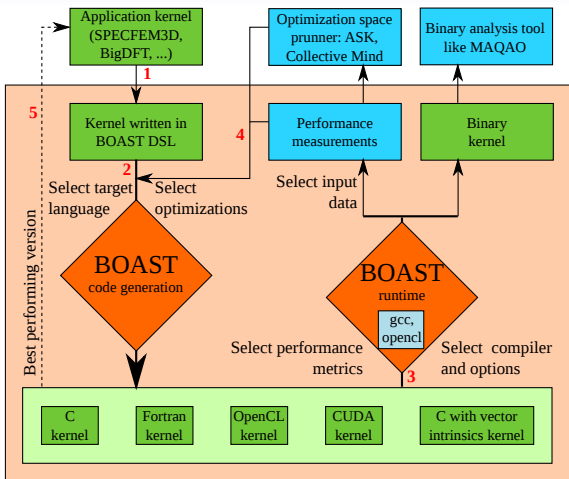 Application kernel
(SPECFEM3D,
BigDFT, ...)
Optimization space
prunner: ASK,
Collective Mind
Binary analysis tool
like MAQAO
1
5
Kernel written in
BOAST DSL
4
Performance
measurements
Binary
kernel
2
Select target
language
Select
optimizations
Select input
data
BOAST
code generation
BOAST
runtime
gcc,
opencl
Best performing version
Select performance
metrics
Select compiler
and options
3
C
kernel
Fortran
kernel
OpenCL
kernel
CUDA
kernel
C with vector
intrinsics kernel